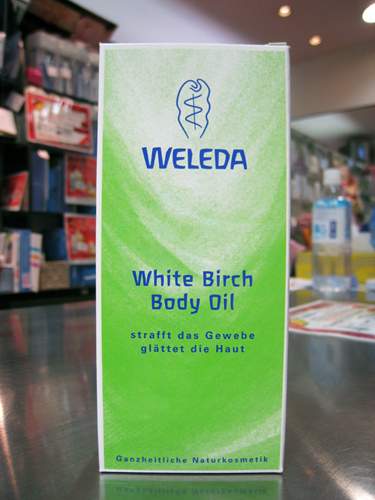 WELEDA
White Birch
Body Oil
strafft das Gewebe
glättet die Haut
Ganzheitliche Naturkosmetik